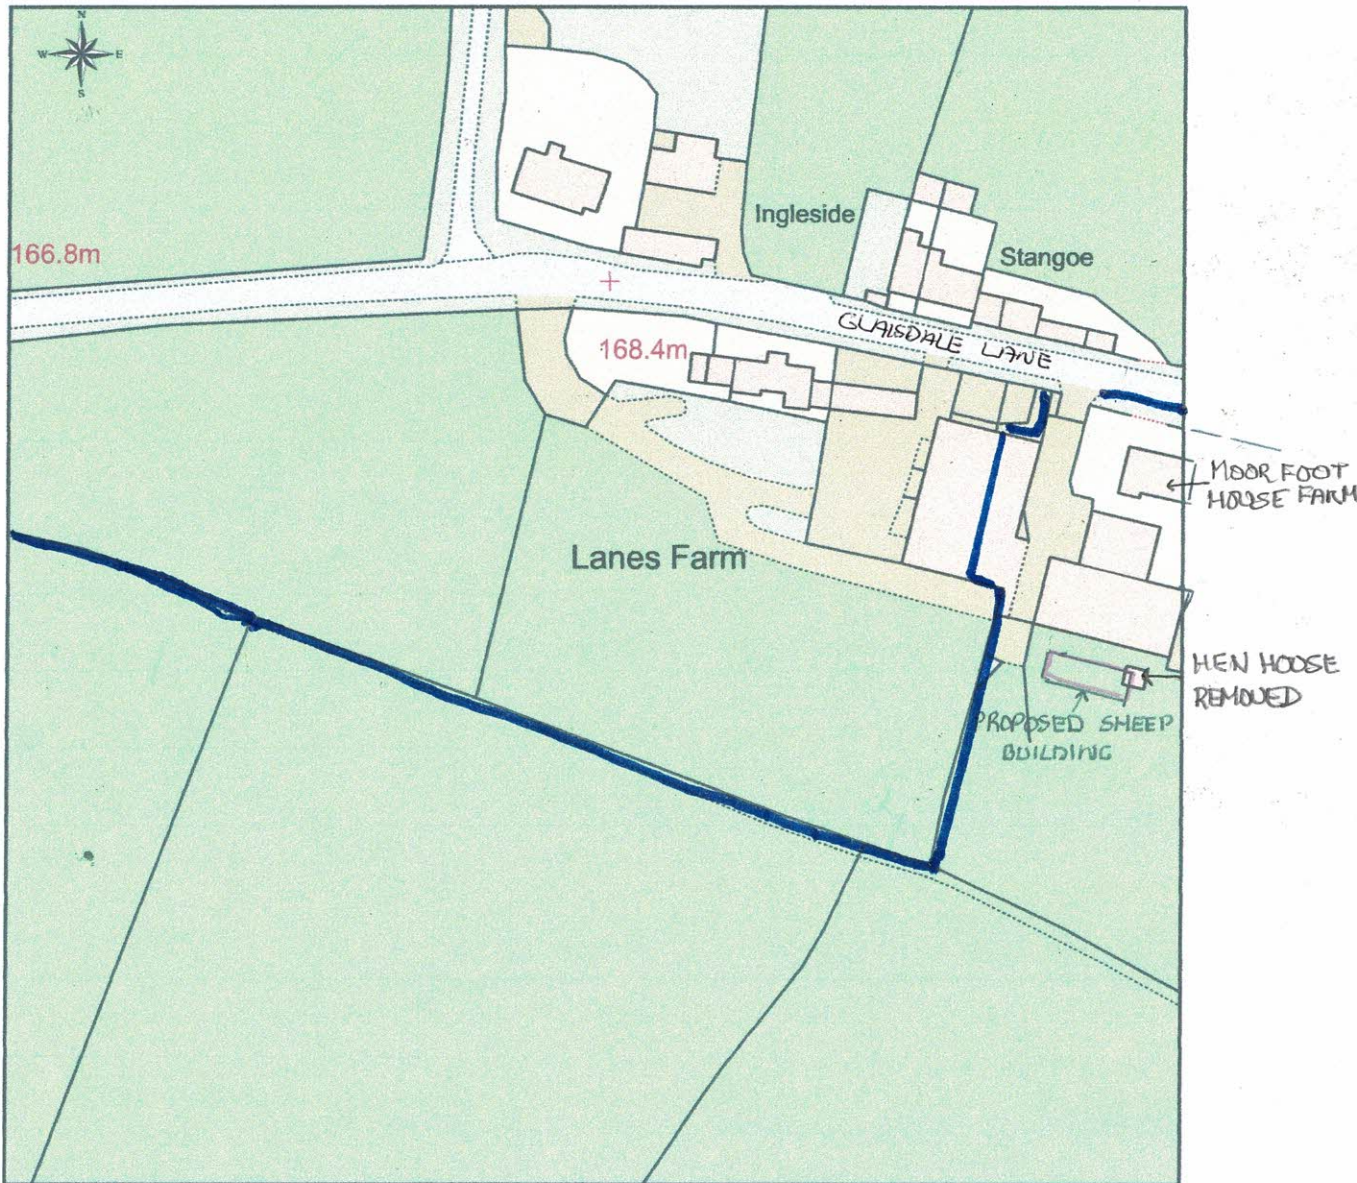 N
W E
S
166.8m
Ingleside
Stangoe
GLAISDALE LANE
168.4m
MOOR FOOT
HOUSE FARM
Lanes Farm
HEN HOUSE
REMOVED
PROPOSED SHEEP
BUILDING